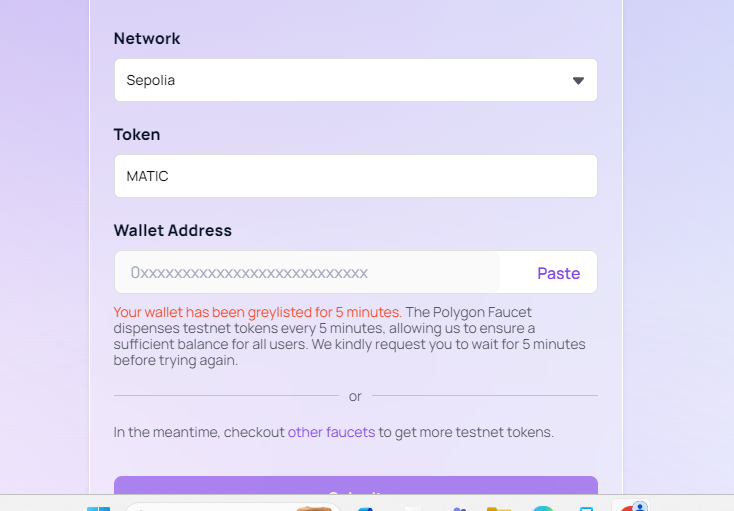 Network
Sepolia
Token
MATIC
Wallet Address
0xxxxxxxxxxxxxxxxxxxxxxxxxxx Paste
Your wallet has been greylisted for 5 minutes. The Polygon Faucet
dispenses testnet tokens every 5 minutes, allowing us to ensure a
sufficient balance for all users. We kindly request you to wait for 5 minutes
before trying again.
or
In the meantime, checkout other faucets to get more testnet tokens.